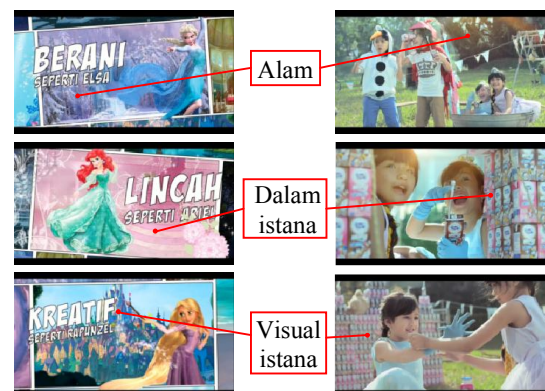 BERANI
SEPERTI ELSA
Alam
LINCAH
SEPERTI ARIEL
Dalam
istana
KREATIF
SEPERTI RAPUNZEL
Visual
istana